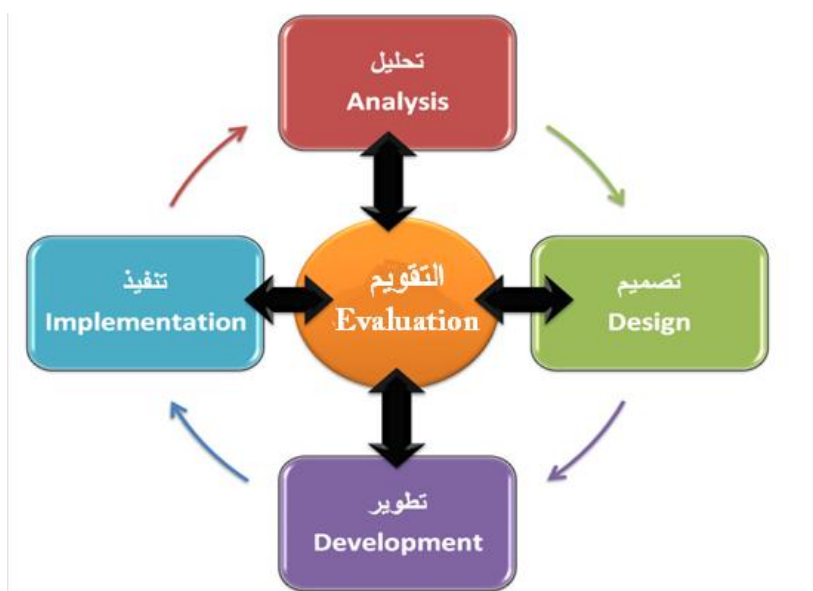 تحليل
Analysis
تنفيذ
Implementation
التقويم
Evaluation
تصميم
Design
تطوير
Development